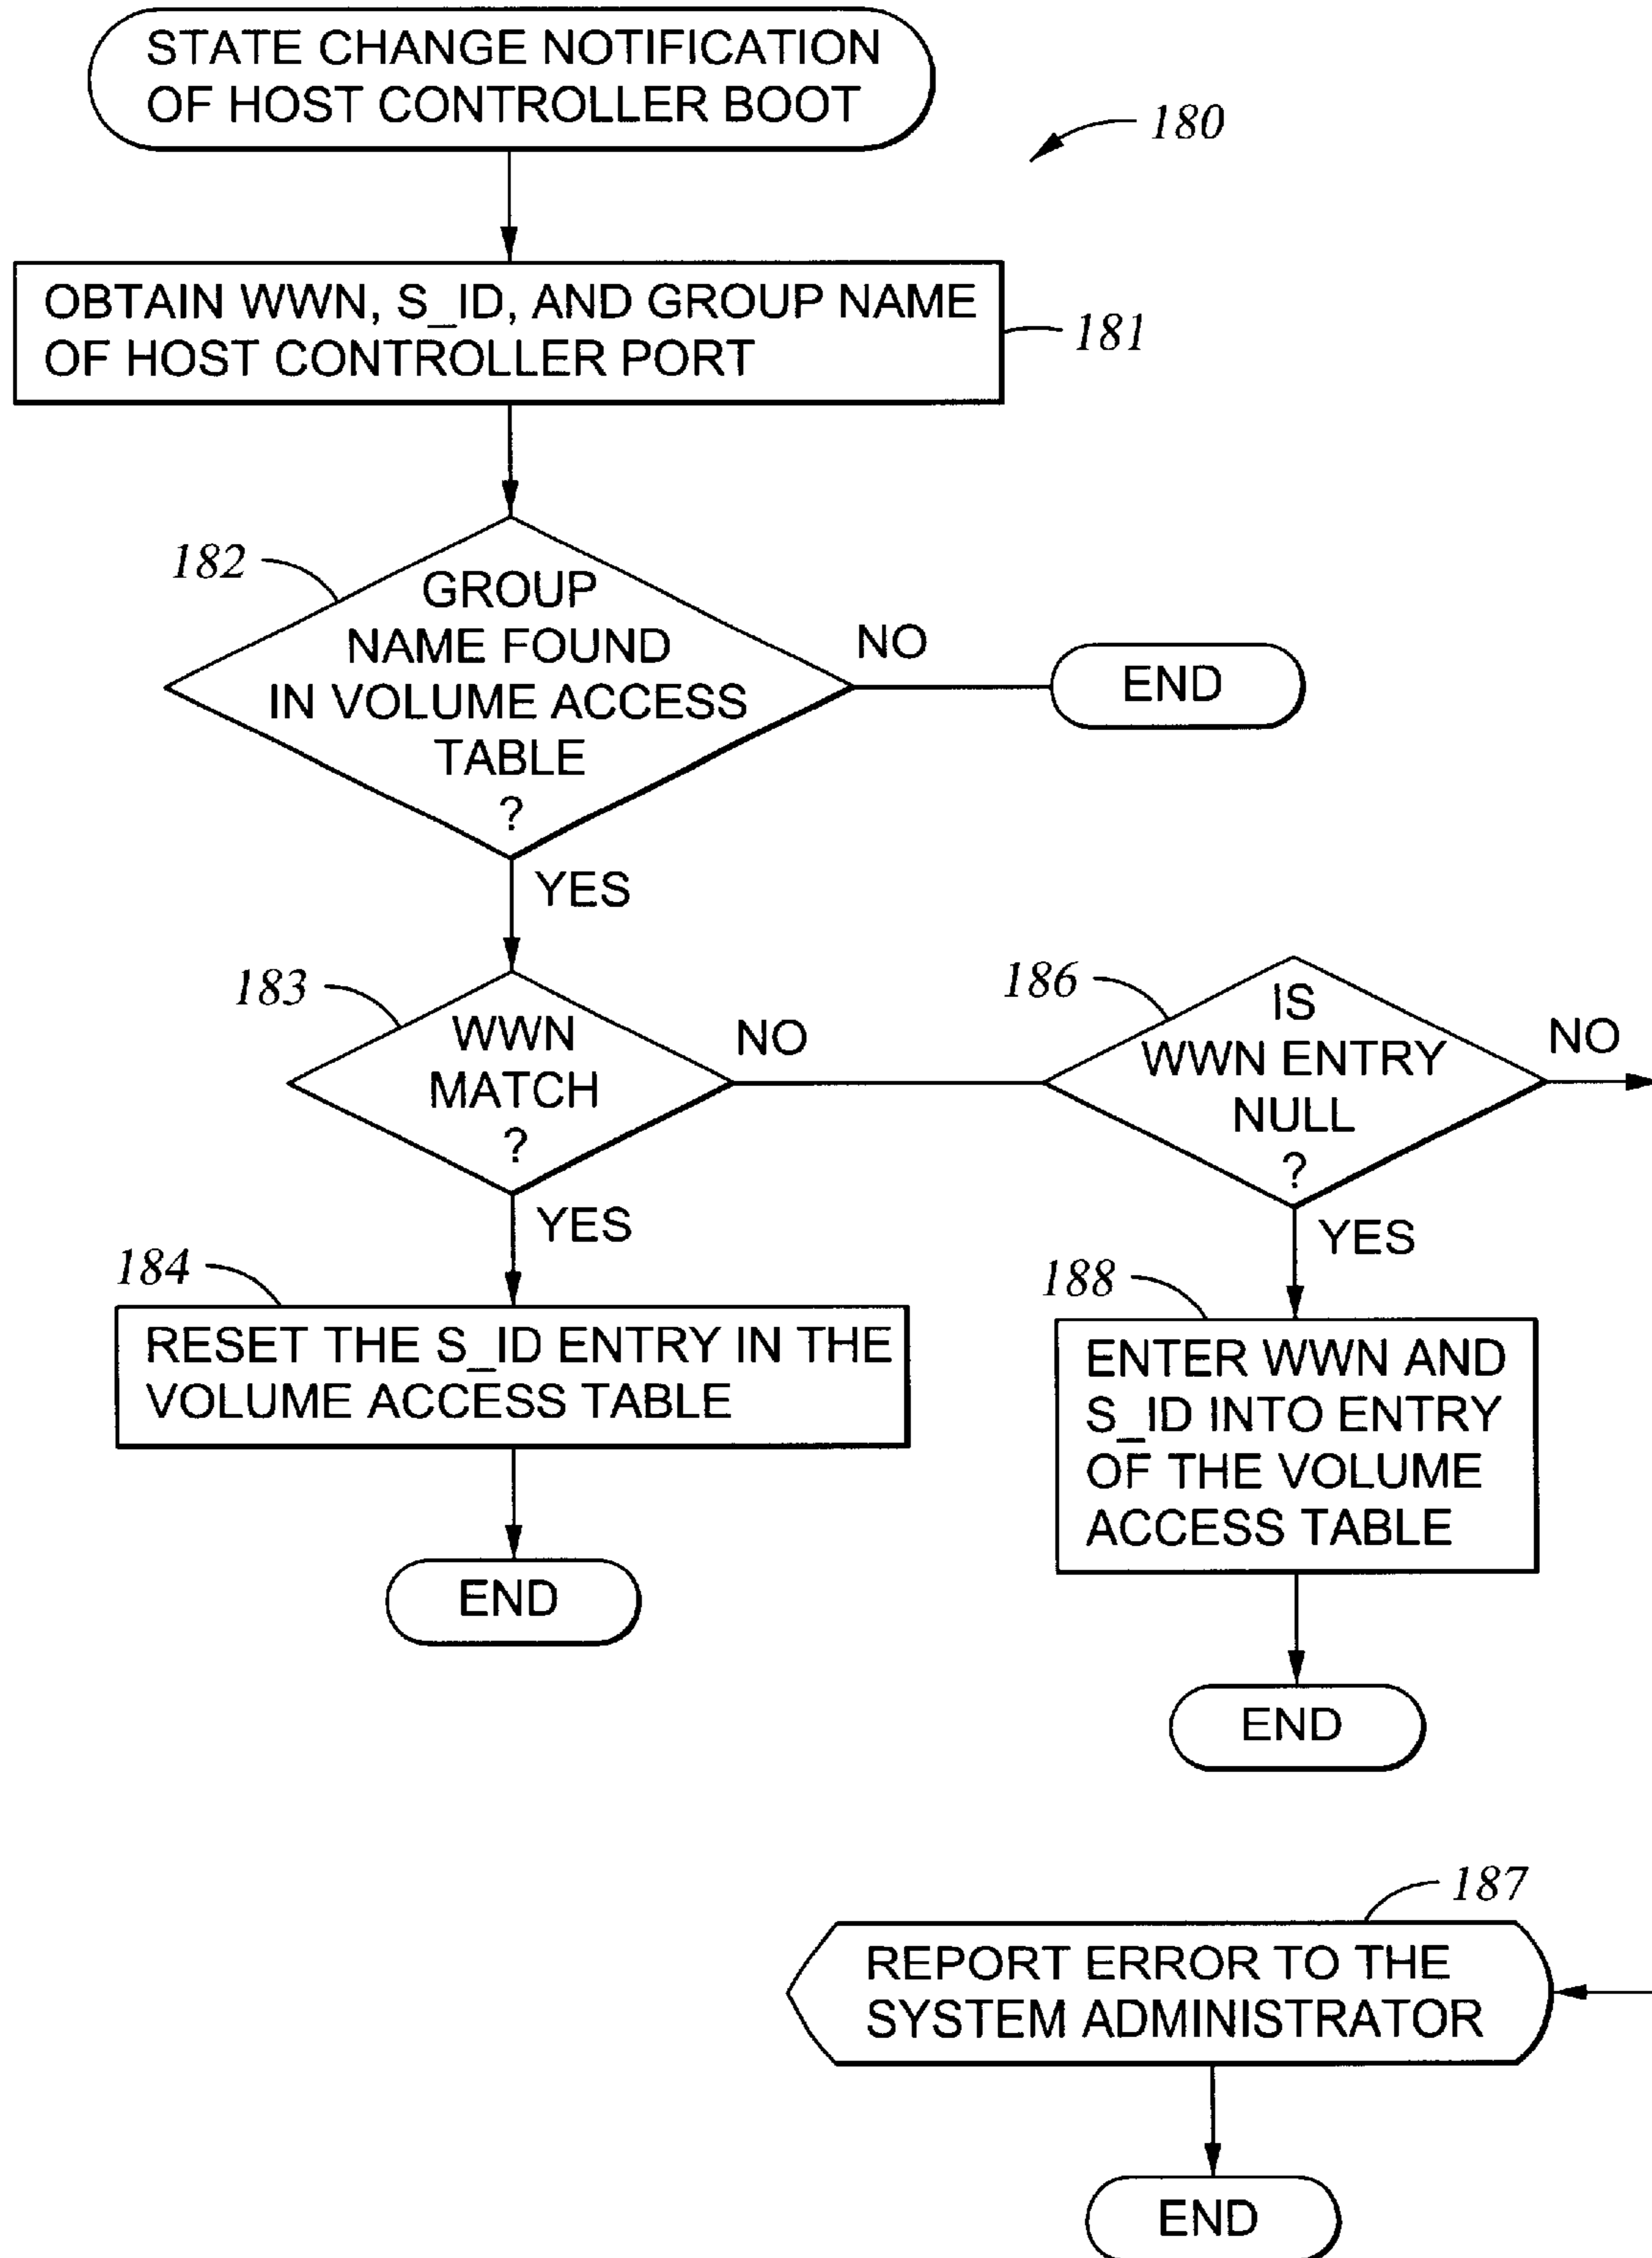 STATE CHANGE NOTIFICATION
OF HOST CONTROLLER BOOT
180
OBTAIN WWN, S_ID, AND GROUP NAME
OF HOST CONTROLLER PORT
181
182
GROUP
NAME FOUND
IN VOLUME ACCESS
TABLE
?
NO
END
YES
183
WWN
MATCH
?
NO
186
IS
WWN ENTRY
NULL
?
NO
YES
YES
184
RESET THE S_ID ENTRY IN THE
VOLUME ACCESS TABLE
END
188
ENTER WWN AND
S_ID INTO ENTRY
OF THE VOLUME
ACCESS TABLE
END
187
REPORT ERROR TO THE
SYSTEM ADMINISTRATOR
END